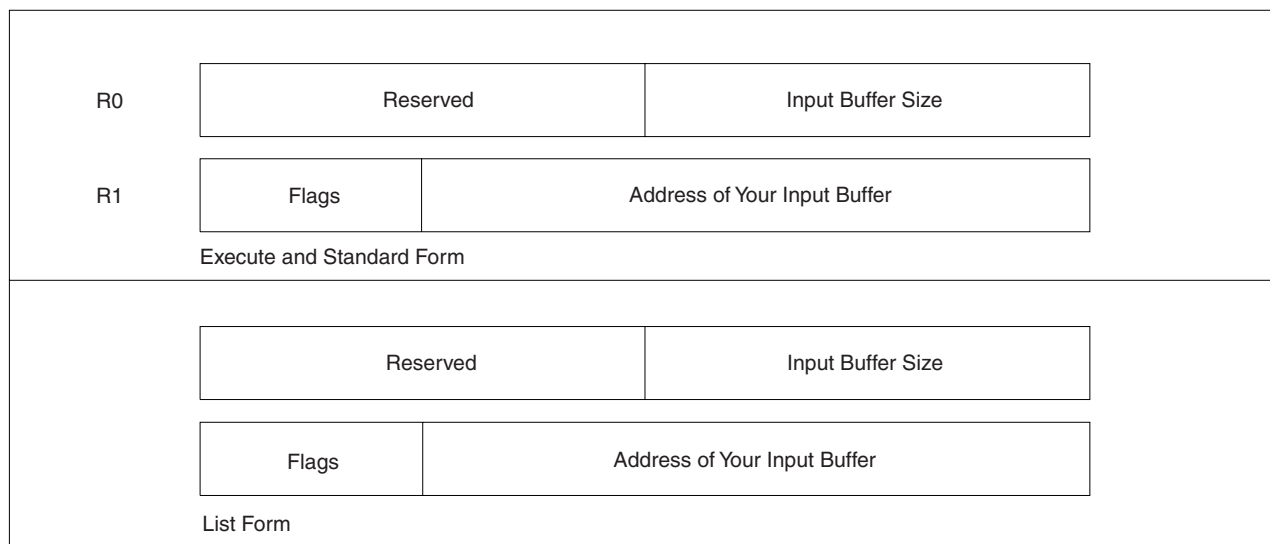 R0 Reserved Input Buffer Size
R1 Flags Address of Your Input Buffer
Execute and Standard Form
Reserved Input Buffer Size
Flags Address of Your Input Buffer
List Form